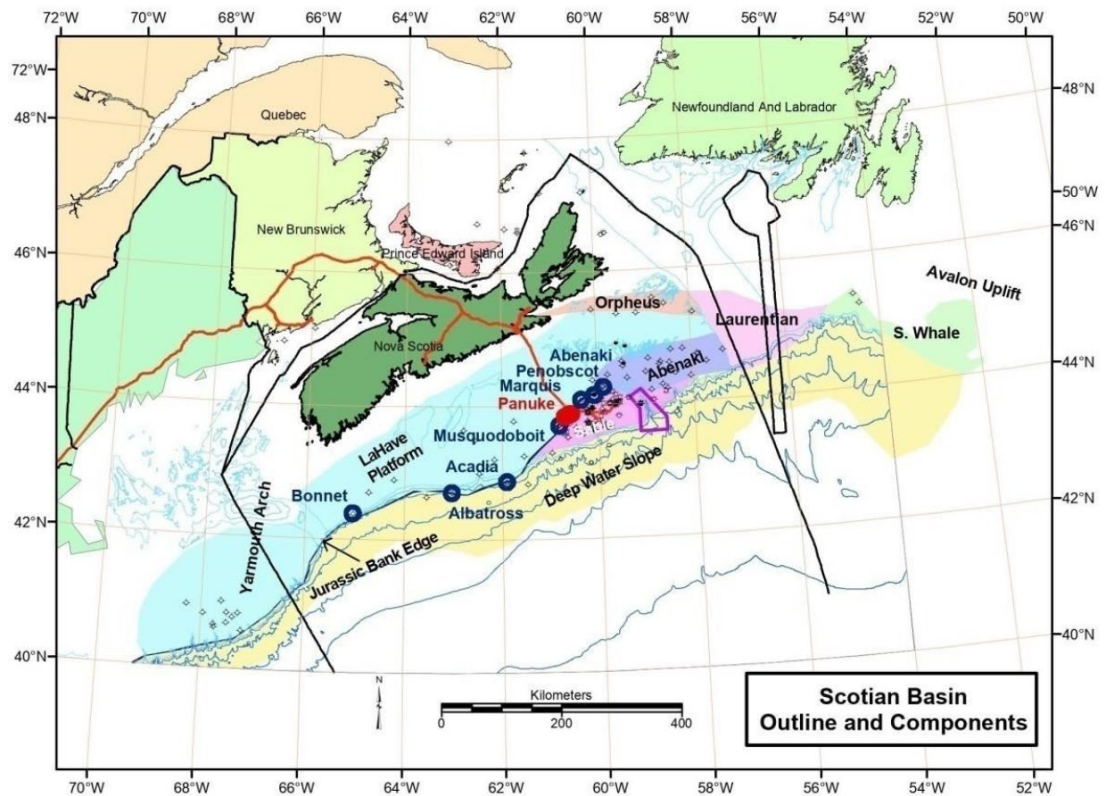 72°W 70°W 68°W 66°W 64°W 62°W 60°W 58°W 56°W 54°W 52°W 50°W
72°W
48°N
48°N
50°W
46°N
46°N
44°N
44°N
42°N
42°N
40°N
40°N
Quebec
Newfoundland And Labrador
New Brunswick
Prince Edward Island
Nova Scotia
Avalon Uplift
Orpheus
Laurentian
S. Whale
Abenaki
Abenaki
Penobscot
Marquis
Panuke
Sable
Musquodoboit
LaHave
Platform
Acadia
Deep Water Slope
Bonnet
Albatross
Yarmouth Arch
Jurassic Bank Edge
N
Kilometers
0 200 400
Scotian Basin
Outline and Components
70°W 68°W 66°W 64°W 62°W 60°W 58°W 56°W 54°W 52°W